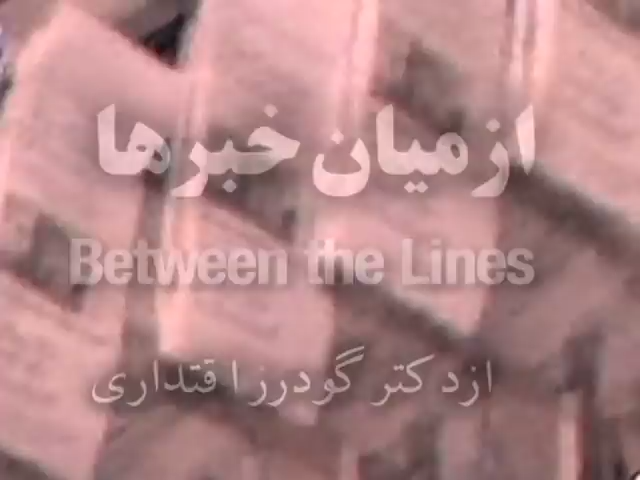 از میان خبرها
Between the Lines
از دکتر گودرز اقتداری